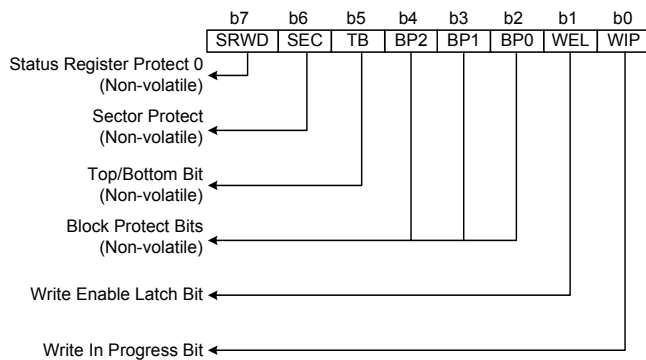 b7 b6 b5 b4 b3 b2 b1 b0
SRWD SEC TB BP2 BP1 BP0 WEL WIP
Status Register Protect 0
(Non-volatile)
Sector Protect
(Non-volatile)
Top/Bottom Bit
(Non-volatile)
Block Protect Bits
(Non-volatile)
Write Enable Latch Bit
Write In Progress Bit